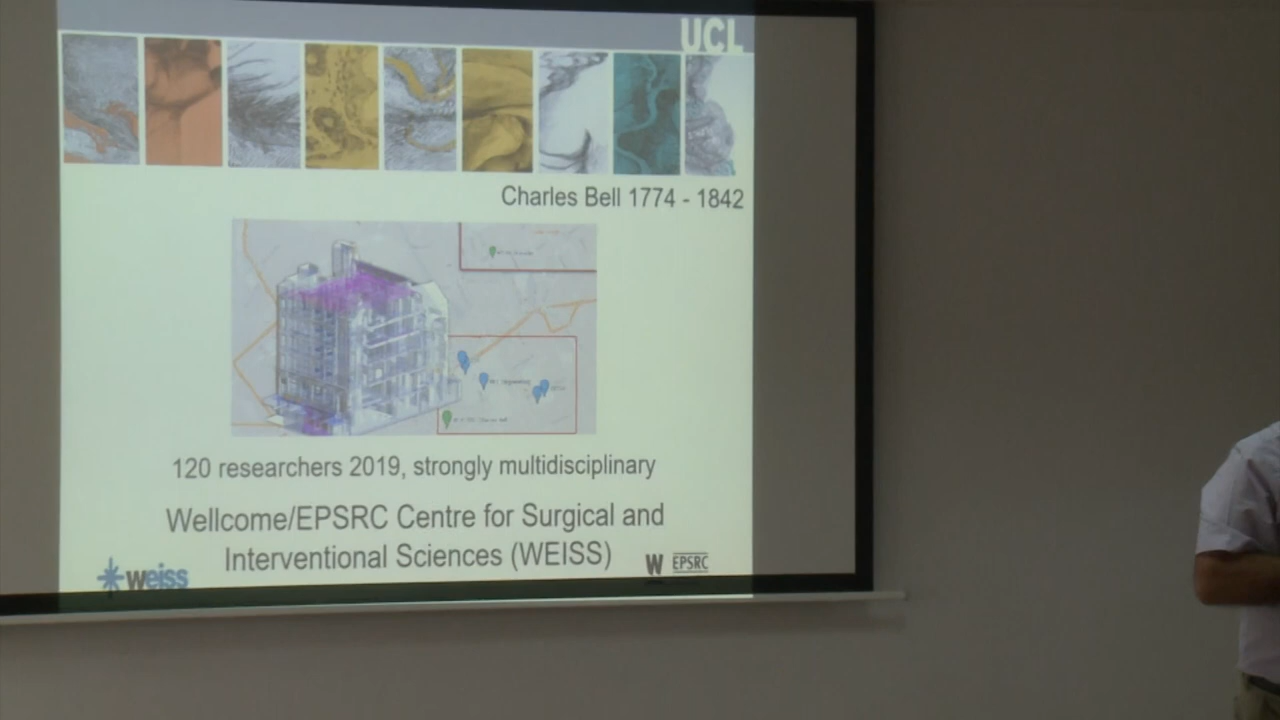 UCL
Charles Bell 1774 - 1842
120 researchers 2019, strongly multidisciplinary
Wellcome/EPSRC Centre for Surgical and
Interventional Sciences (WEISS)
weiss
W EPSRC